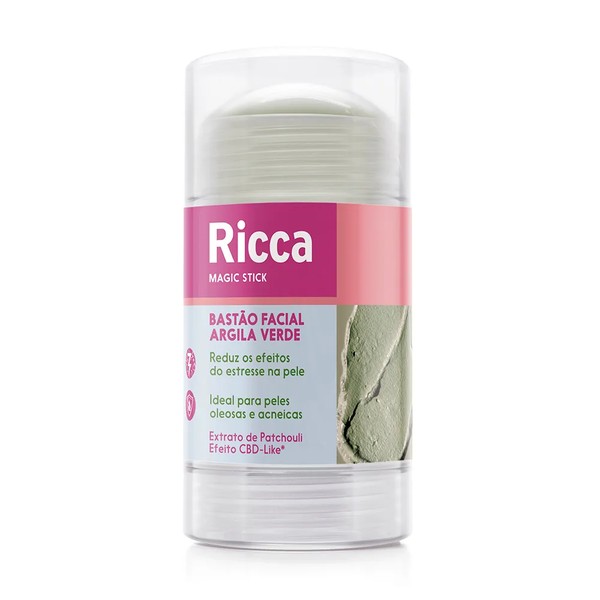 Ricca
MAGIC STICK
BASTÃO FACIAL
ARGILA VERDE
Reduz os efeitos
do estresse na pele
Ideal para peles
oleosas e acneicas
Extrato de Patchouli
Efeito CBD-Like*